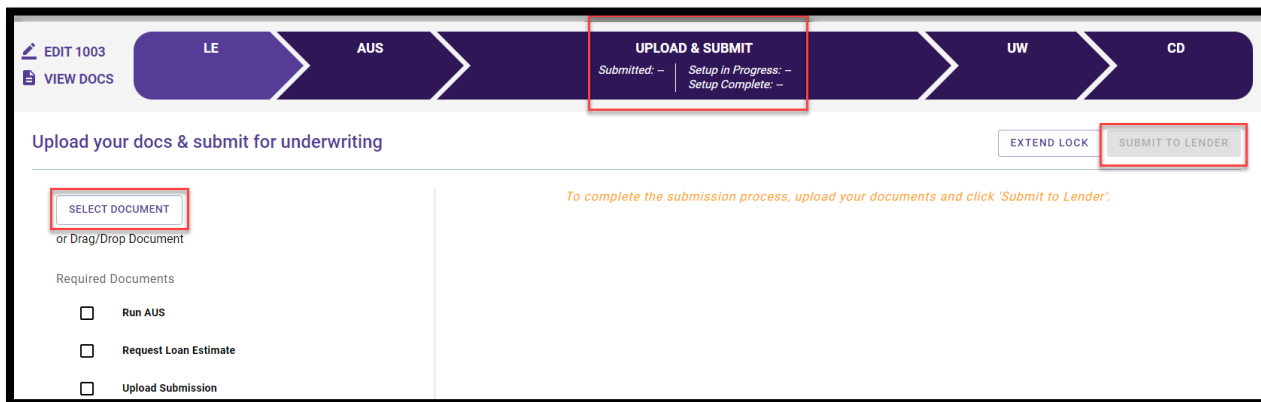 EDIT 1003
VIEW DOCS
LE
AUS
UPLOAD & SUBMIT
Submitted: --
Setup in Progress: --
Setup Complete: --
UW
CD
Upload your docs & submit for underwriting
EXTEND LOCK
SUBMIT TO LENDER
SELECT DOCUMENT
or Drag/Drop Document
To complete the submission process, upload your documents and click 'Submit to Lender'.
Required Documents
Run AUS
Request Loan Estimate
Upload Submission